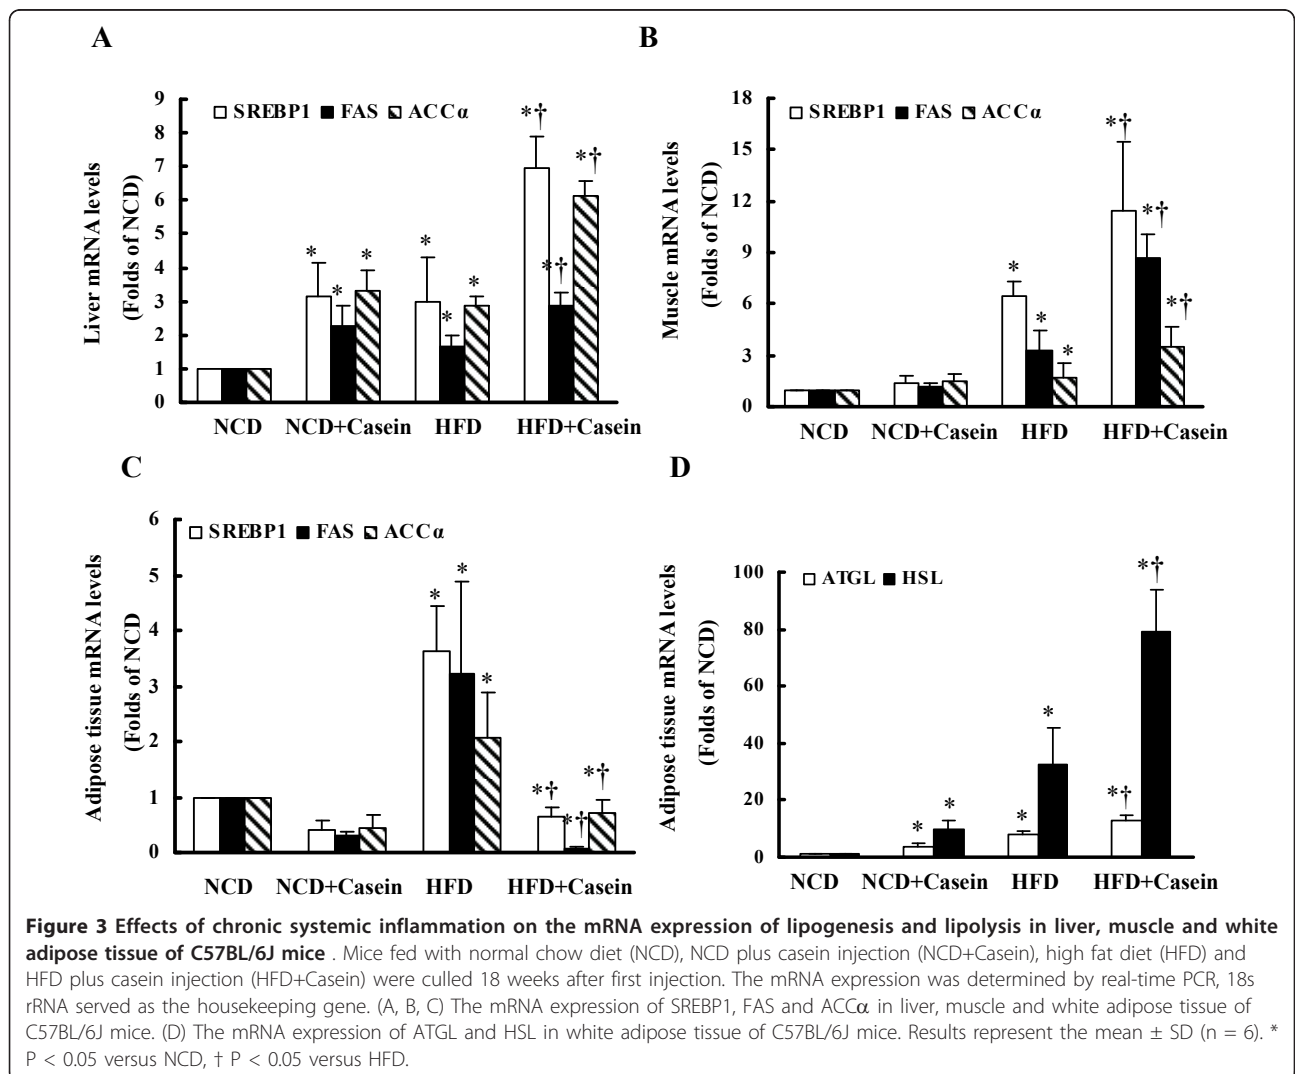 A
Liver mRNA levels
(Folds of NCD)
9
8
7
6
5
4
3
2
1
0
SREBP1 FAS ACCα
* * *
* * *
*† *† *†
NCD NCD+Casein HFD HFD+Casein
B
Muscle mRNA levels
(Folds of NCD)
18
15
12
9
6
3
0
SREBP1 FAS ACCα
* * *
*† *† *†
NCD NCD+Casein HFD HFD+Casein
C
Adipose tissue mRNA levels
(Folds of NCD
6
5
4
3
2
1
0
SREBP1 FAS ACCα
* * *
*† *† *†
NCD NCD+Casein HFD HFD+Casein
D
Adipose tissue mRNA levels
(Folds of NCD)
100
80
60
40
20
0
ATGL HSL
* *
* *
*† *†
NCD NCD+Casein HFD HFD+Casein
Figure 3 Effects of chronic systemic inflammation on the mRNA expression of lipogenesis and lipolysis in liver, muscle and white
adipose tissue of C57BL/6J mice . Mice fed with normal chow diet (NCD), NCD plus casein injection (NCD+Casein), high fat diet (HFD) and
HFD plus casein injection (HFD+Casein) were culled 18 weeks after first injection. The mRNA expression was determined by real-time PCR, 18s
rRNA served as the housekeeping gene. (A, B, C) The mRNA expression of SREBP1, FAS and ACCα in liver, muscle and white adipose tissue of
C57BL/6J mice. (D) The mRNA expression of ATGL and HSL in white adipose tissue of C57BL/6J mice. Results represent the mean ± SD (n = 6). *
P < 0.05 versus NCD, † P < 0.05 versus HFD.